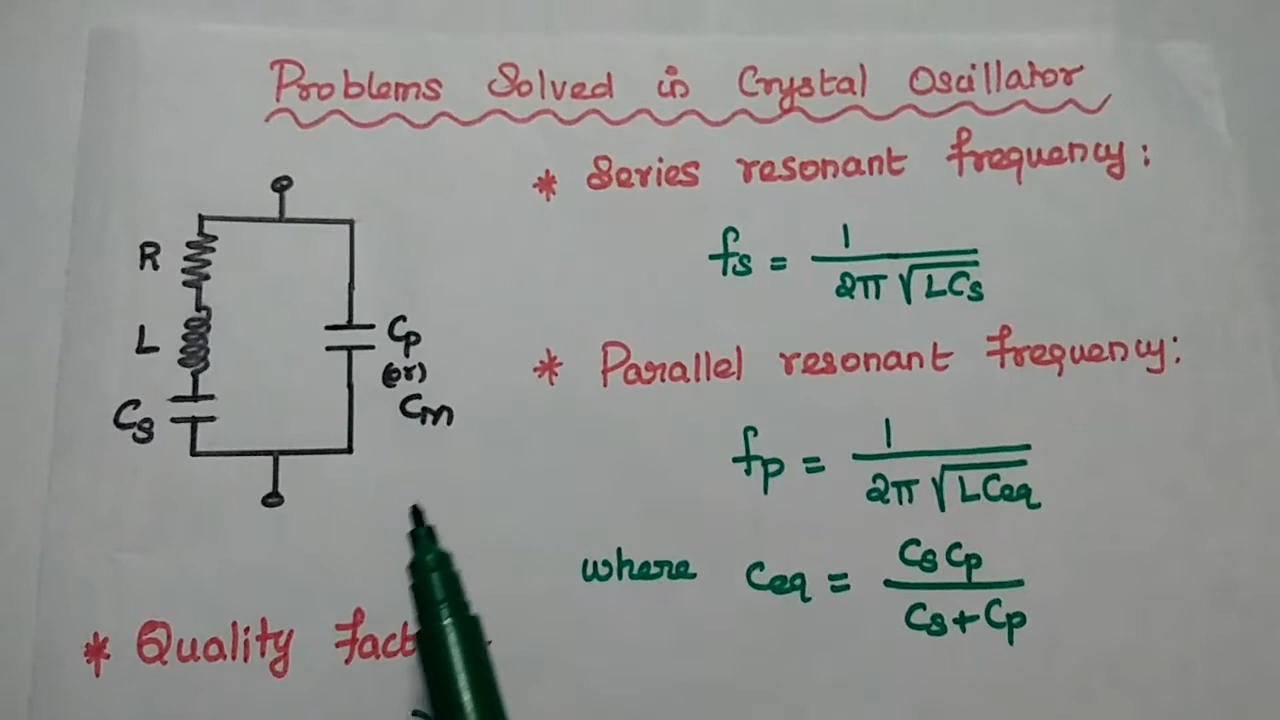 Problems Solved in Crystal Oscillator
* Series resonant frequency:
fs = 1 / 2π √LCs
* Parallel resonant frequency:
fp = 1 / 2π √LCeq
where Ceq = CsCp / Cs+Cp
R
L
Cs
Cp
(or)
Cm
* Quality